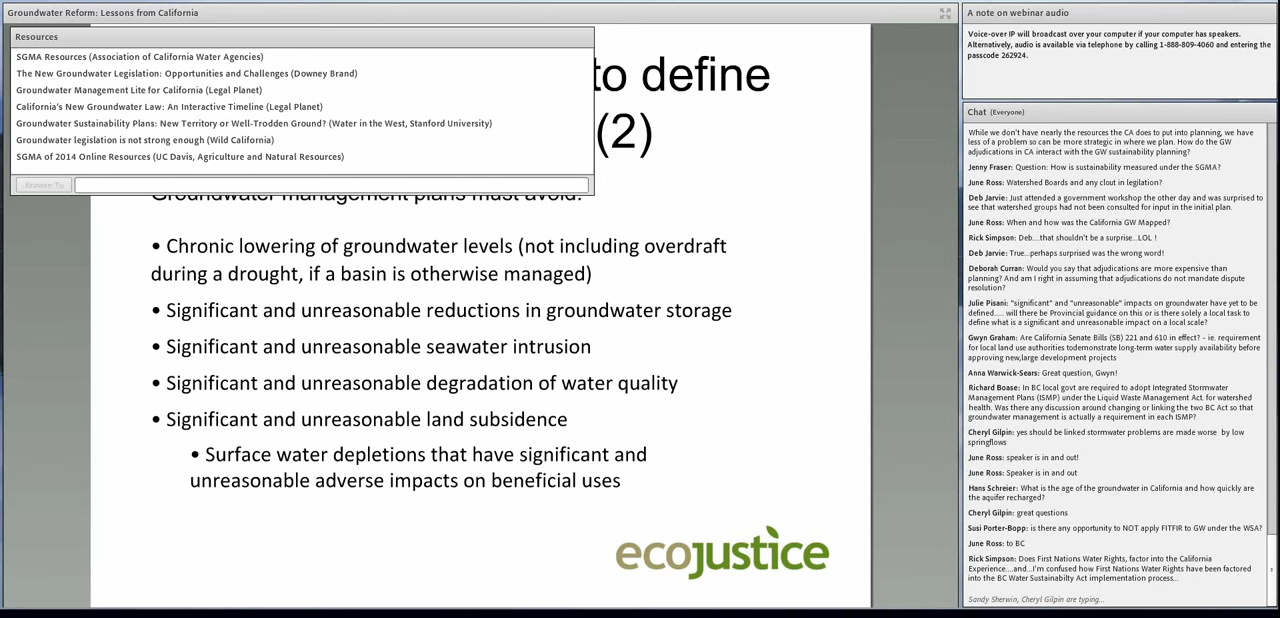 Groundwater Reform: Lessons from California
Resources
SGMA Resources (Association of California Water Agencies)
The New Groundwater Legislation: Opportunities and Challenges (Downey Brand)
Groundwater Management Lite for California (Legal Planet)
California's New Groundwater Law: An Interactive Timeline (Legal Planet)
Groundwater Sustainability Plans: New Territory or Well-Trodden Ground? (Water in the West, Stanford University)
Groundwater legislation is not strong enough (Wild California)
SGMA of 2014 Online Resources (UC Davis, Agriculture and Natural Resources)
Browse To
to define
(2)
Groundwater management plans must avoid:
• Chronic lowering of groundwater levels (not including overdraft
during a drought, if a basin is otherwise managed)
• Significant and unreasonable reductions in groundwater storage
• Significant and unreasonable seawater intrusion
• Significant and unreasonable degradation of water quality
• Significant and unreasonable land subsidence
• Surface water depletions that have significant and
unreasonable adverse impacts on beneficial uses
ecojustice
A note on webinar audio
Voice-over IP will broadcast over your computer if your computer has speakers.
Alternatively, audio is available via telephone by calling 1-888-809-4060 and entering the
passcode 262924.
Chat (Everyone)
While we don't have nearly the resources the CA does to put into planning, we have
less of a problem so can be more strategic in where we plan. How do the GW
adjudications in CA interact with the GW sustainability planning?
Jenny Fraser: Question: How is sustainability measured under the SGMA?
June Ross: Watershed Boards and any clout in legilation?
Deb Jarvie: Just attended a government workshop the other day and was surprised to
see that watershed groups had not been consulted for input in the initial plan.
June Ross: When and how was the California GW Mapped?
Rick Simpson: Deb....that shouldn't be a surprise...LOL !
Deb Jarvie: True...perhaps surprised was the wrong word!
Deborah Curran: Would you say that adjudications are more expensive than
planning? And am I right in assuming that adjudications do not mandate dispute
resolution?
Julie Pisani: "significant" and "unreasonable" impacts on groundwater have yet to be
defined..... will there be Provincial guidance on this or is there solely a local task to
define what is a significant and unreasonable impact on a local scale?
Gwyn Graham: Are California Senate Bills (SB) 221 and 610 in effect? - ie. requirement
for local land use authorities todemonstrate long-term water supply availability before
approving new,large development projects
Anna Warwick-Sears: Great question, Gwyn!
Richard Boase: In BC local govt are required to adopt Integrated Stormwater
Management Plans (ISMP) under the Liquid Waste Management Act. for watershed
health. Was there any discussion around changing or linking the two BC Act so that
groundwater management is actually a requirement in each ISMP?
Cheryl Gilpin: yes should be linked stormwater problems are made worse by low
springflows
June Ross: speaker is in and out!
June Ross: Speaker is in and out
Hans Schreier: What is the age of the groundwater in California and how quickly are
the aquifer recharged?
Cheryl Gilpin: great questions
Susi Porter-Bopp: is there any opportunity to NOT apply FITFIR to GW under the WSA?
June Ross: to BC
Rick Simpson: Does First Nations Water Rights, factor into the California
Experience....and...I'm confused how First Nations Water Rights have been factored
into the BC Water Sustainabilty Act implementation process...
Sandy Sherwin, Cheryl Gilpin are typing...